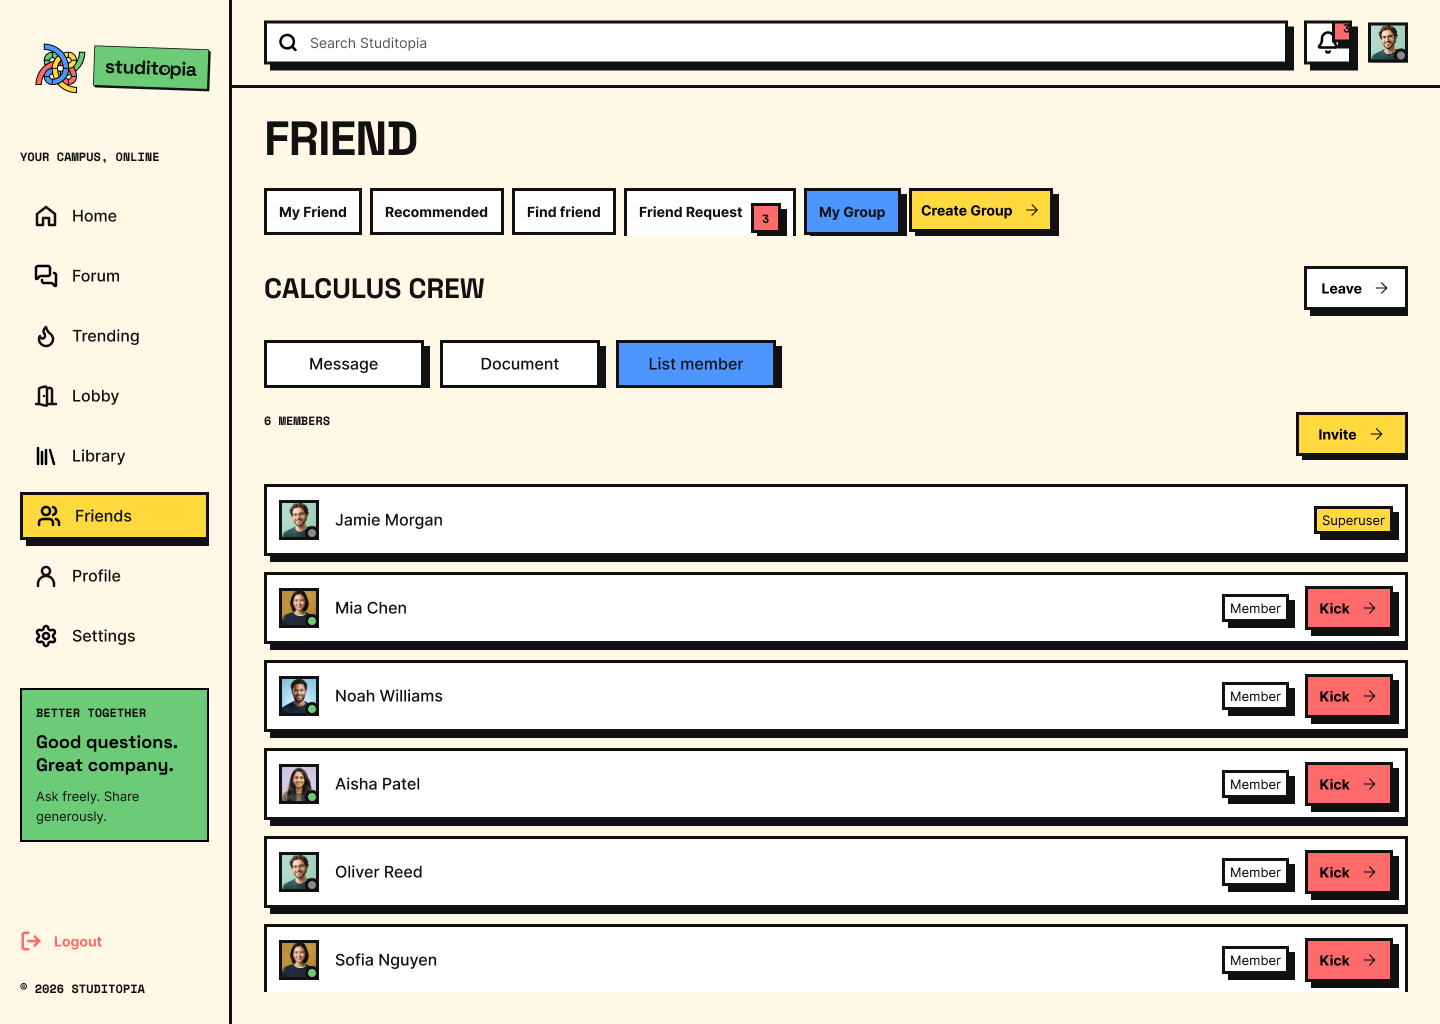 studitopia
YOUR CAMPUS, ONLINE
Home
Forum
Trending
Lobby
Library
Friends
Profile
Settings
BETTER TOGETHER
Good questions.
Great company.
Ask freely. Share
generously.
Logout
© 2026 STUDITOPIA
Search Studitopia
3
FRIEND
My Friend
Recommended
Find friend
Friend Request 3
My Group
Create Group
CALCULUS CREW
Leave
Message
Document
List member
6 MEMBERS
Invite
Jamie Morgan
Superuser
Mia Chen
Member
Kick
Noah Williams
Member
Kick
Aisha Patel
Member
Kick
Oliver Reed
Member
Kick
Sofia Nguyen
Member
Kick